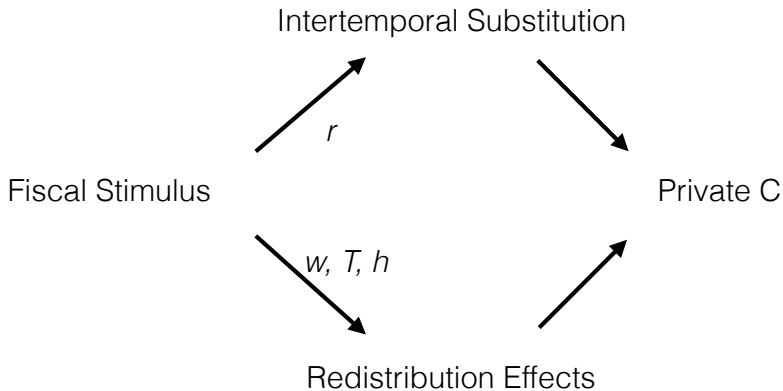 Intertemporal Substitution
r
Fiscal Stimulus
Private C
w, T, h
Redistribution Effects